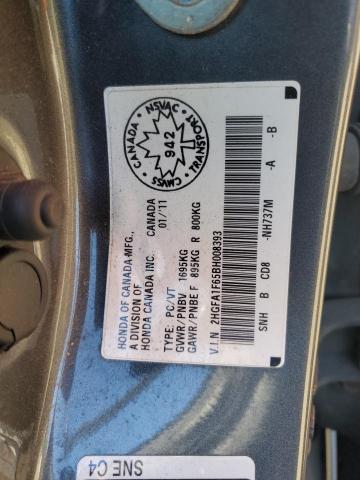 HONDA OF CANADA MFG.,
A DIVISION OF
HONDA CANADA INC.
CANADA
01/'11
TYPE: PC/VT
GVWR/PNBV 1695KG
GAWR/PNBE F 895KG R 800KG
V.I.N. 2HGFA1F65BH008393
SNH B CD8 -NH737M -A -B
CANADA
NSVAC
TRANSPORT
CMVSS
942
SNE C4